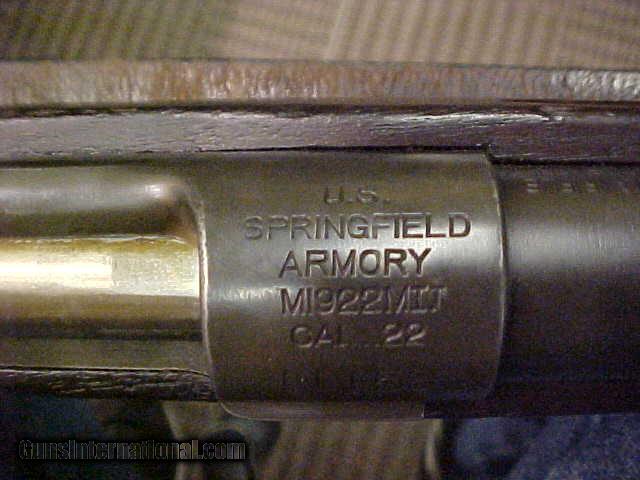 U.S.
SPRINGFIELD
ARMORY
M1922MII
CAL. .22
GunsInternational.com